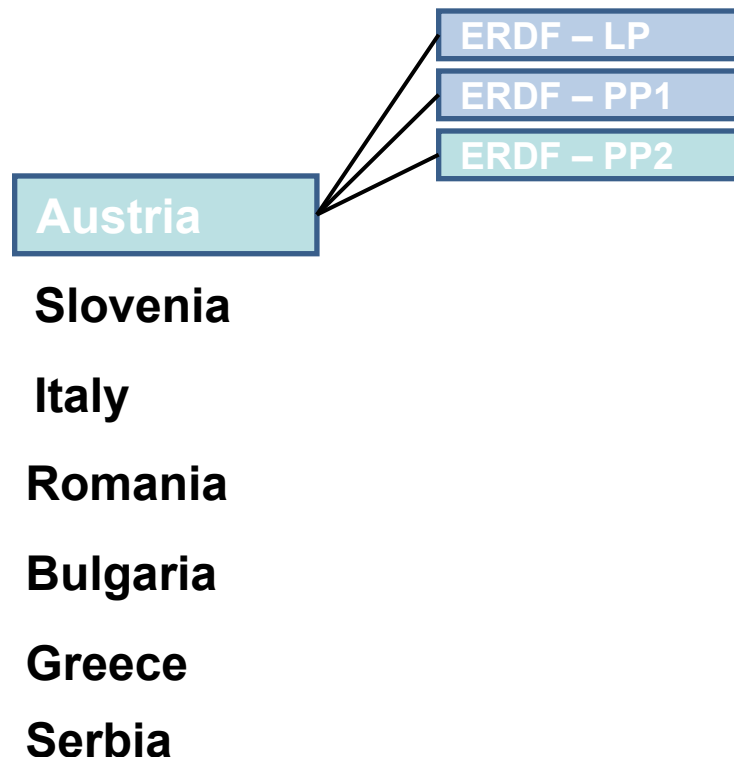 ERDF – LP
ERDF – PP1
ERDF – PP2
Austria
Slovenia
Italy
Romania
Bulgaria
Greece
Serbia